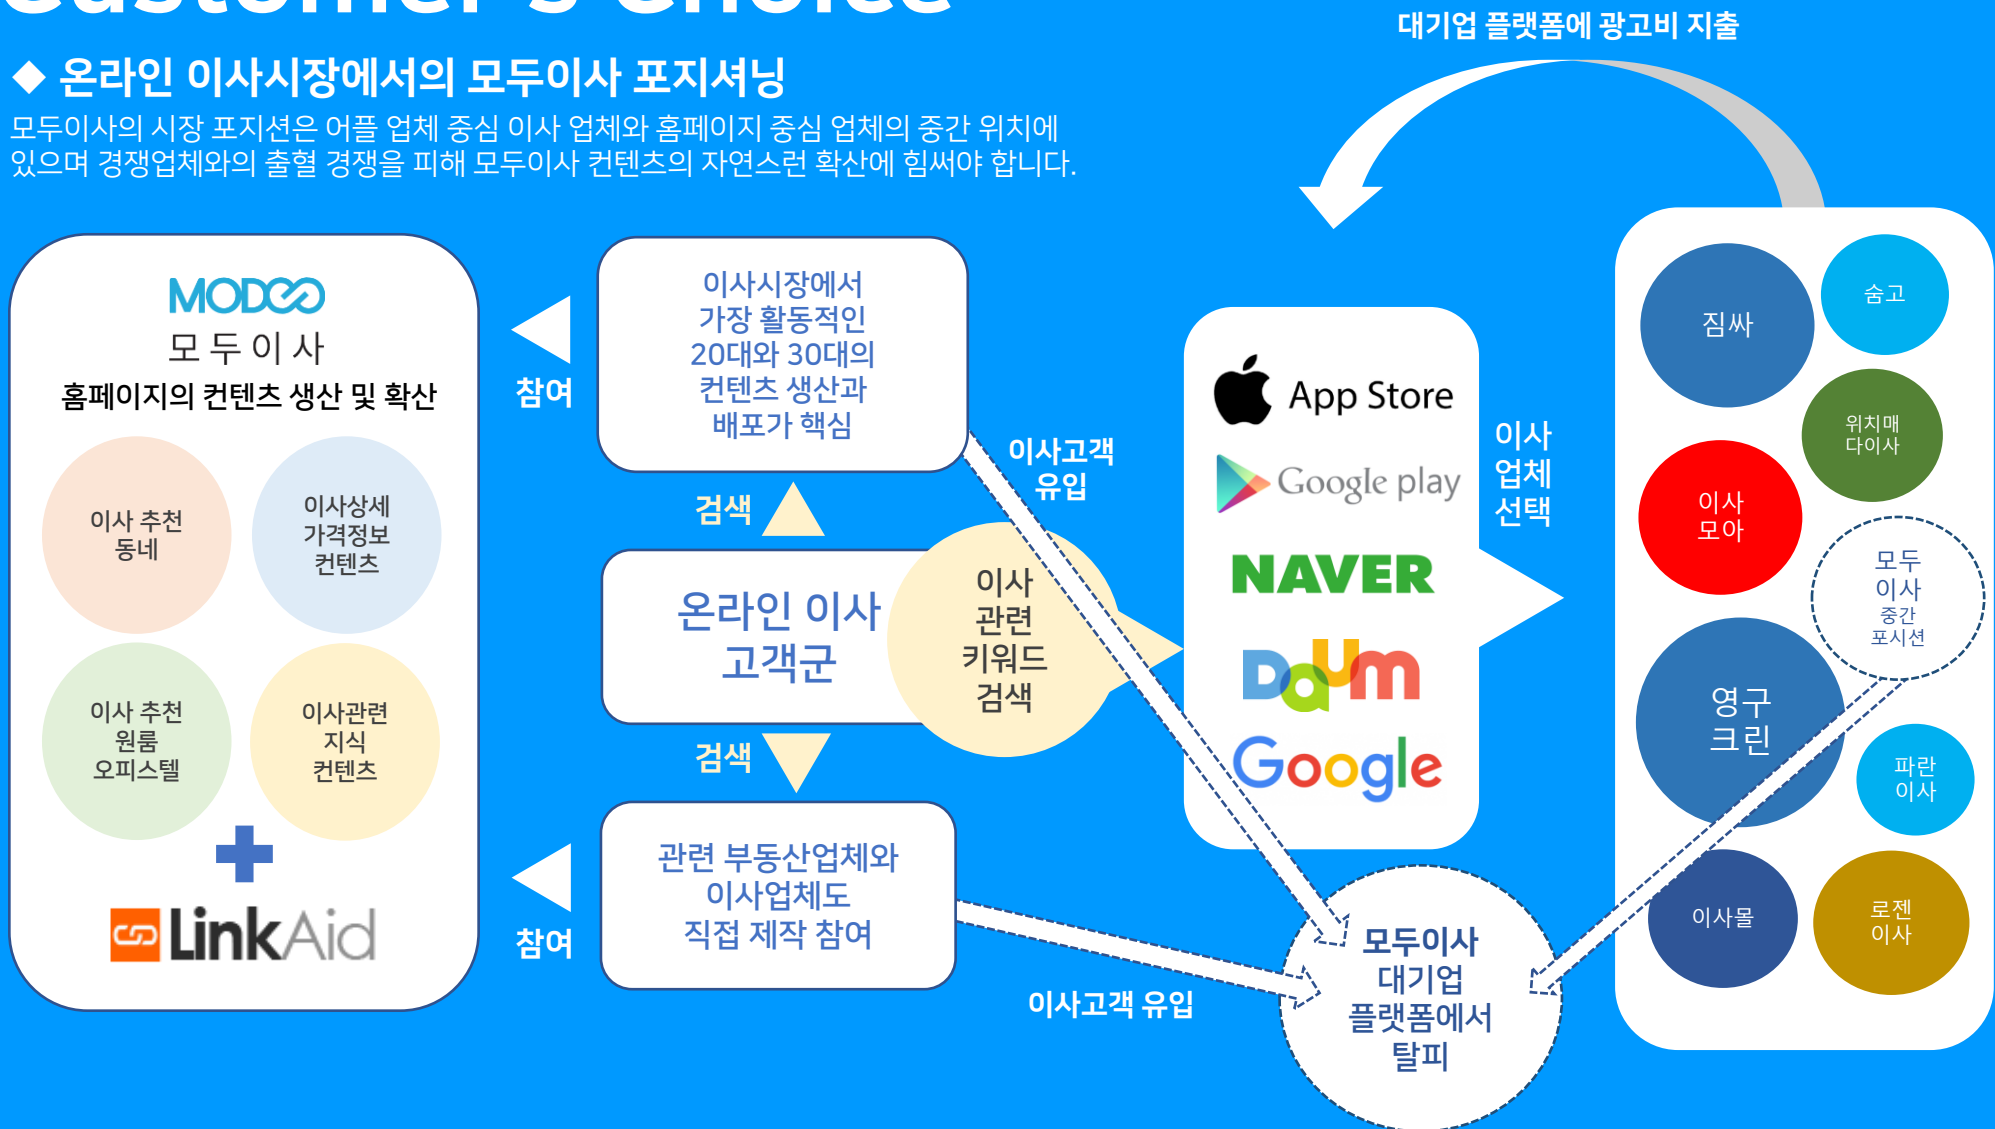 Customer's Choice
대기업 플랫폼에 광고비 지출
◆ 온라인 이사시장에서의 모두이사 포지셔닝
모두이사의 시장 포지션은 어플 업체 중심 이사 업체와 홈페이지 중심 업체의 중간 위치에
있으며 경쟁업체와의 출혈 경쟁을 피해 모두이사 컨텐츠의 자연스런 확산에 힘써야 합니다.
MODOO
모두이사
홈페이지의 컨텐츠 생산 및 확산
이사 추천
동네
이사상세
가격정보
컨텐츠
이사 추천
원룸
오피스텔
이사관련
지식
컨텐츠
LinkAid
참여
참여
이사시장에서
가장 활동적인
20대와 30대의
컨텐츠 생산과
배포가 핵심
검색
온라인 이사
고객군
검색
관련 부동산업체와
이사업체도
직접 제작 참여
이사
관련
키워드
검색
이사고객
유입
이사고객 유입
App Store
Google play
NAVER
Daum
Google
이사
업체
선택
모두이사
대기업
플랫폼에서
탈피
짐싸
숨고
위치매
다이사
이사
모아
모두
이사
중간
포시션
영구
크린
파란
이사
이사몰
로젠
이사